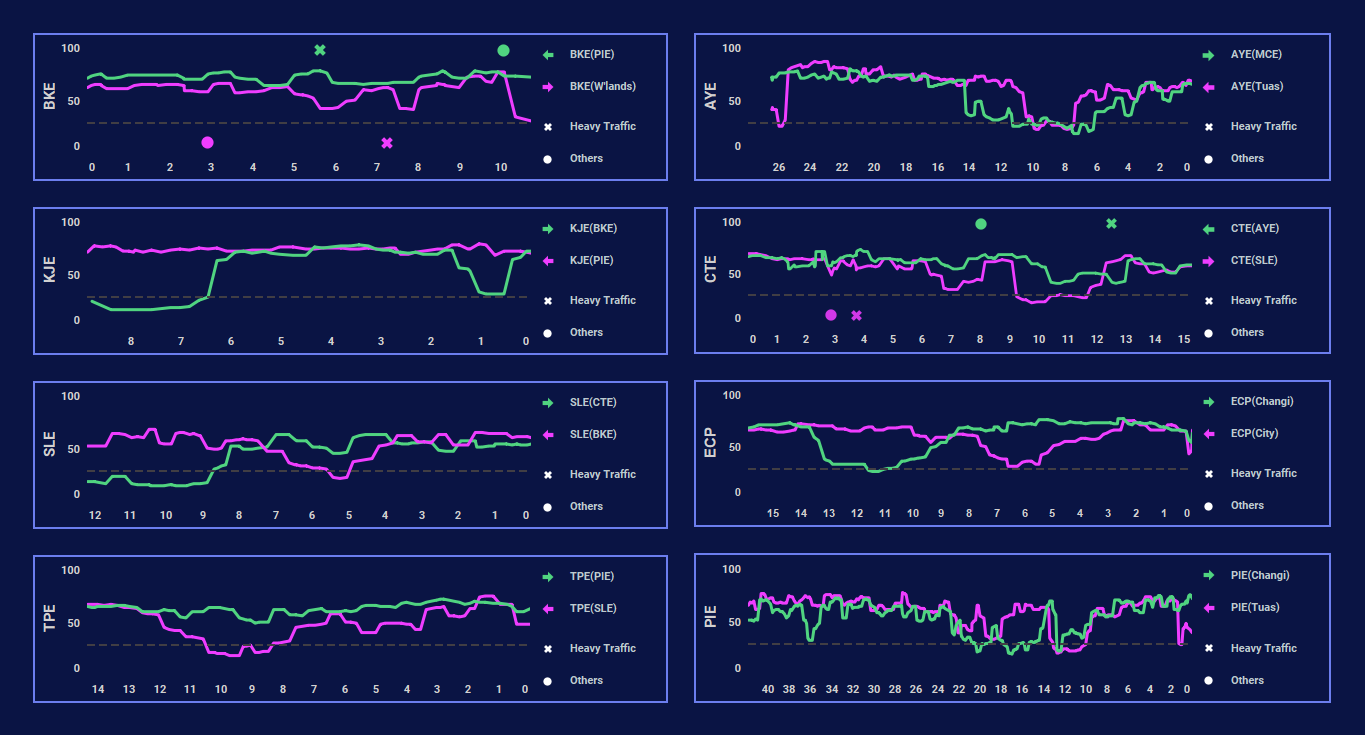 BKE
100
50
0
0 1 2 3 4 5 6 7 8 9 10
BKE(PIE)
BKE(W'lands)
Heavy Traffic
Others
AYE
100
50
0
26 24 22 20 18 16 14 12 10 8 6 4 2 0
AYE(MCE)
AYE(Tuas)
Heavy Traffic
Others
KJE
100
50
0
8 7 6 5 4 3 2 1 0
KJE(BKE)
KJE(PIE)
Heavy Traffic
Others
CTE
100
50
0
0 1 2 3 4 5 6 7 8 9 10 11 12 13 14 15
CTE(AYE)
CTE(SLE)
Heavy Traffic
Others
SLE
100
50
0
12 11 10 9 8 7 6 5 4 3 2 1 0
SLE(CTE)
SLE(BKE)
Heavy Traffic
Others
ECP
100
50
0
15 14 13 12 11 10 9 8 7 6 5 4 3 2 1 0
ECP(Changi)
ECP(City)
Heavy Traffic
Others
TPE
100
50
0
14 13 12 11 10 9 8 7 6 5 4 3 2 1 0
TPE(PIE)
TPE(SLE)
Heavy Traffic
Others
PIE
100
50
0
40 38 36 34 32 30 28 26 24 22 20 18 16 14 12 10 8 6 4 2 0
PIE(Changi)
PIE(Tuas)
Heavy Traffic
Others